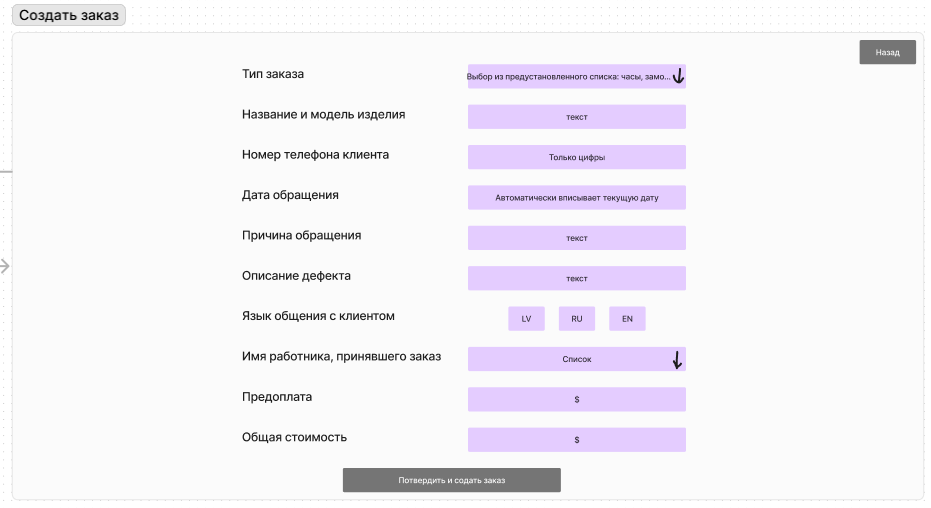 Создать заказ
Назад
Тип заказа
Выбор из предустановленного списка: часы, замо...
Название и модель изделия
текст
Номер телефона клиента
Только цифры
Дата обращения
Автоматически вписывает текущую дату
Причина обращения
текст
Описание дефекта
текст
Язык общения с клиентом
LV RU EN
Имя работника, принявшего заказ
Список
Предоплата
$
Общая стоимость
$
Потвердить и содать заказ